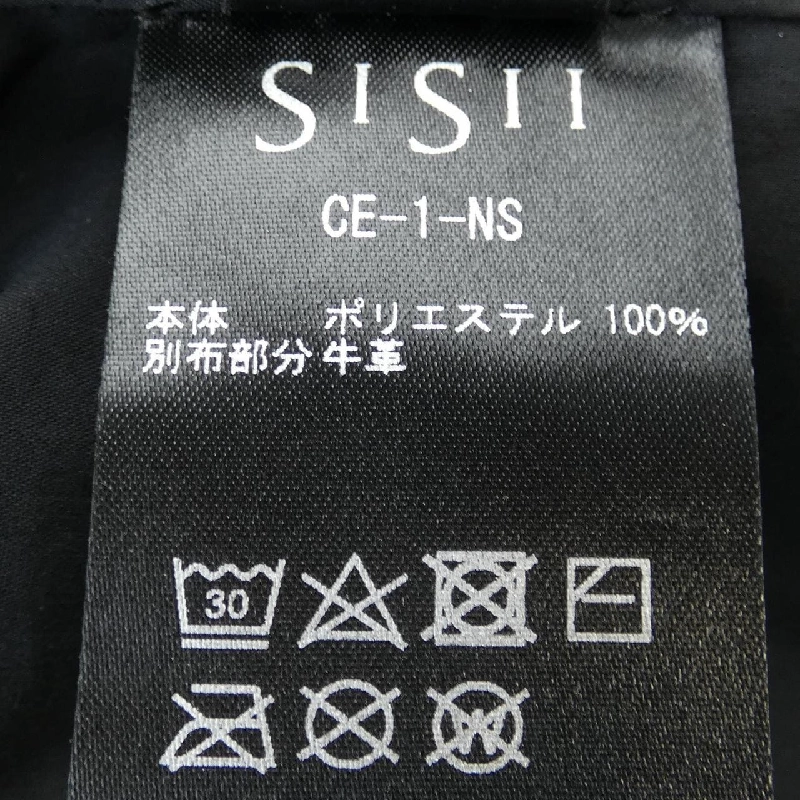 SISII
CE-1-NS
本体 ポリエステル 100%
別布部分 牛革
30
W